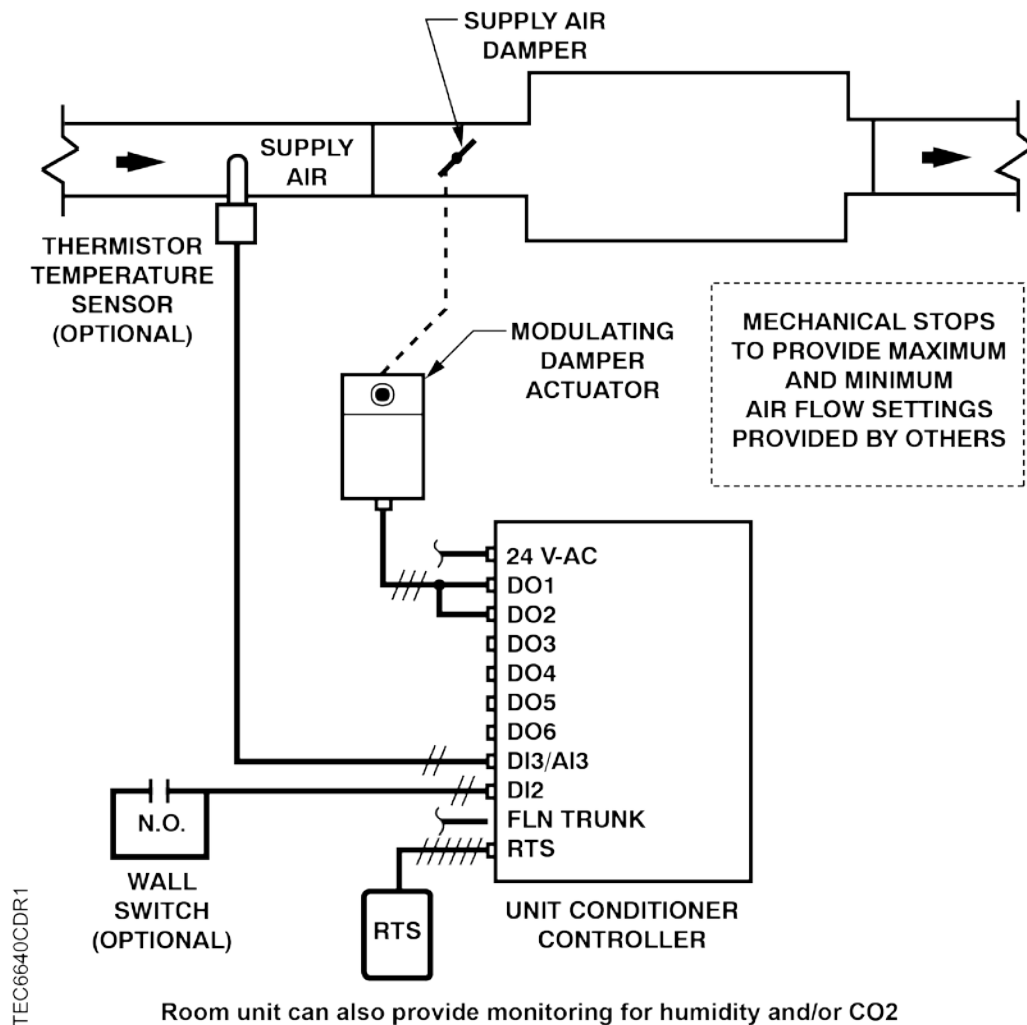 SUPPLY AIR
DAMPER
SUPPLY
AIR
THERMISTOR
TEMPERATURE
SENSOR
(OPTIONAL)
MODULATING
DAMPER
ACTUATOR
MECHANICAL STOPS
TO PROVIDE MAXIMUM
AND MINIMUM
AIR FLOW SETTINGS
PROVIDED BY OTHERS
24 V-AC
DO1
DO2
DO3
DO4
DO5
DO6
DI3/AI3
DI2
FLN TRUNK
RTS
N.O.
WALL
SWITCH
(OPTIONAL)
RTS
UNIT CONDITIONER
CONTROLLER
TEC6640CDR1
Room unit can also provide monitoring for humidity and/or CO2